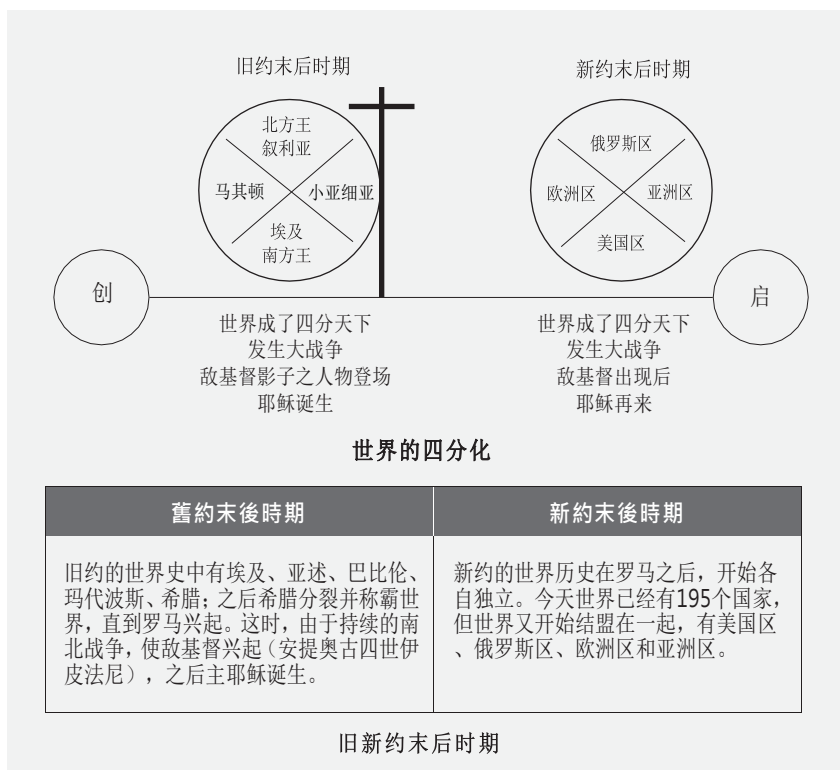 旧约末后时期
新约末后时期
北方王
叙利亚
马其顿
小亚细亚
埃及
南方王
俄罗斯区
欧洲区
亚洲区
美国区
创
启
世界成了四分天下
发生大战争
敌基督影子之人物登场
耶稣诞生
世界成了四分天下
发生大战争
敌基督出现后
耶稣再来
世界的四分化
舊約末後時期
新約末後時期
旧约的世界史中有埃及、亚述、巴比伦、
玛代波斯、希腊；之后希腊分裂并称霸世
界，直到罗马兴起。这时，由于持续的南
北战争，使敌基督兴起（安提奥古四世伊
皮法尼），之后主耶稣诞生。
新约的世界历史在罗马之后，开始各
自独立。今天世界已经有195个国家，
但世界又开始结盟在一起，有美国区
、俄罗斯区、欧洲区和亚洲区。
旧新约末后时期